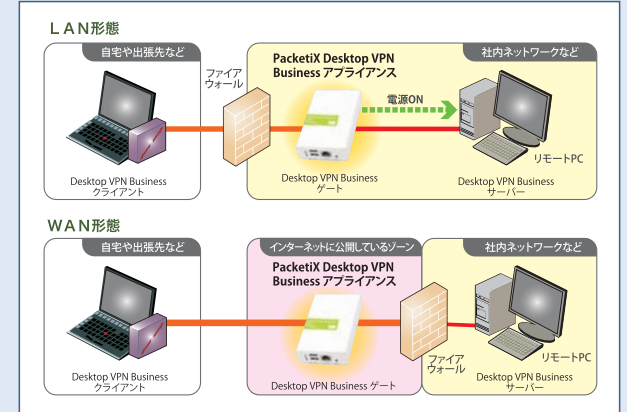 LAN形態
自宅や出張先など
社内ネットワークなど
ファイア
ウォール
PacketiX Desktop VPN
Business アプライアンス
電源ON
リモートPC
Desktop VPN Business
クライアント
Desktop VPN Business
ゲート
Desktop VPN Business
サーバー
WAN形態
自宅や出張先など
インターネットに公開しているゾーン
社内ネットワークなど
PacketiX Desktop VPN
Business アプライアンス
ファイア
ウォール
リモートPC
Desktop VPN Business
クライアント
Desktop VPN Business ゲート
Desktop VPN Business
サーバー